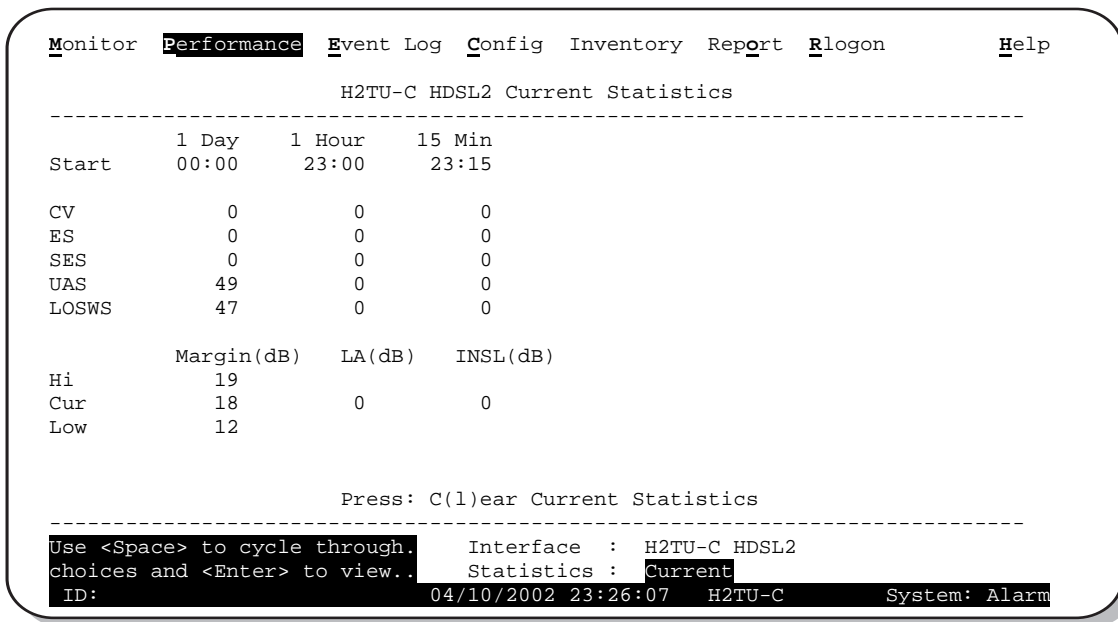 Monitor Performance Event Log Config Inventory Report Rlogon Help
H2TU-C HDSL2 Current Statistics
--------------------------------------------------------------------------------
1 Day 1 Hour 15 Min
Start 00:00 23:00 23:15
CV 0 0 0
ES 0 0 0
SES 0 0 0
UAS 49 0 0
LOSWS 47 0 0
Margin(dB) LA(dB) INSL(dB)
Hi 19
Cur 18 0 0
Low 12
Press: C(l)ear Current Statistics
--------------------------------------------------------------------------------
Use <Space> to cycle through. Interface : H2TU-C HDSL2
choices and <Enter> to view.. Statistics : Current
ID: 04/10/2002 23:26:07 H2TU-C System: Alarm